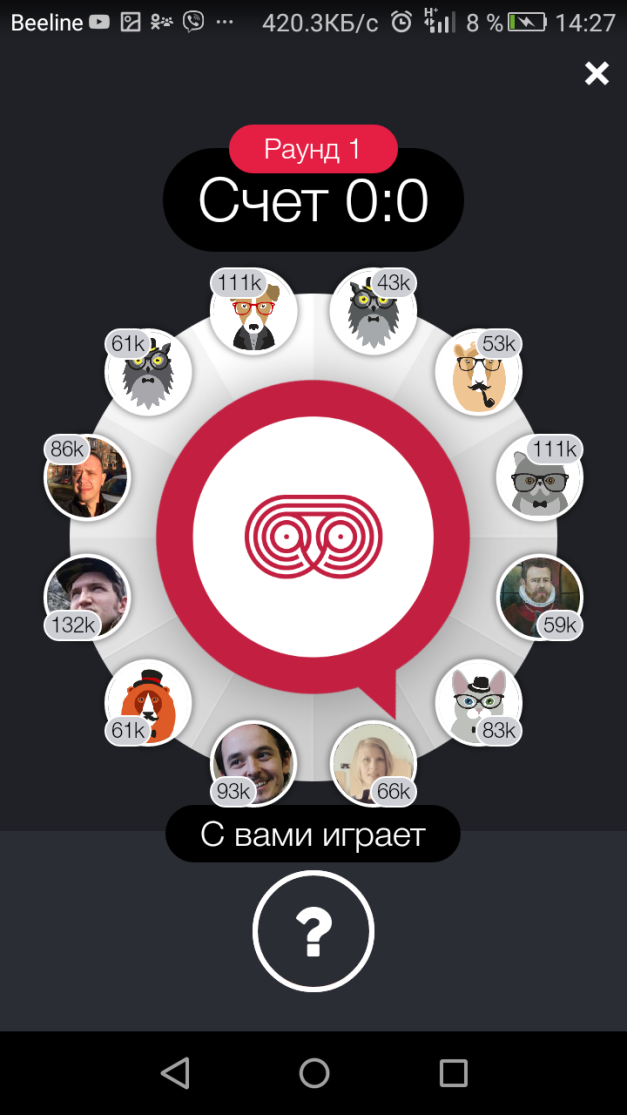 Beeline 420.3КБ/с H+ 8 % 14:27
Раунд 1
Счет 0:0
111k 43k
61k 53k
86k 111k
132k 59k
61k 83k
93k 66k
С вами играет
?